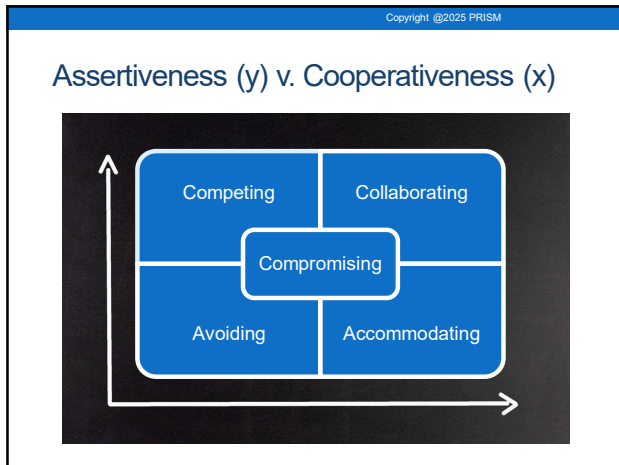 Copyright @2025 PRISM
Assertiveness (y) v. Cooperativeness (x)
Competing
Collaborating
Compromising
Avoiding
Accommodating